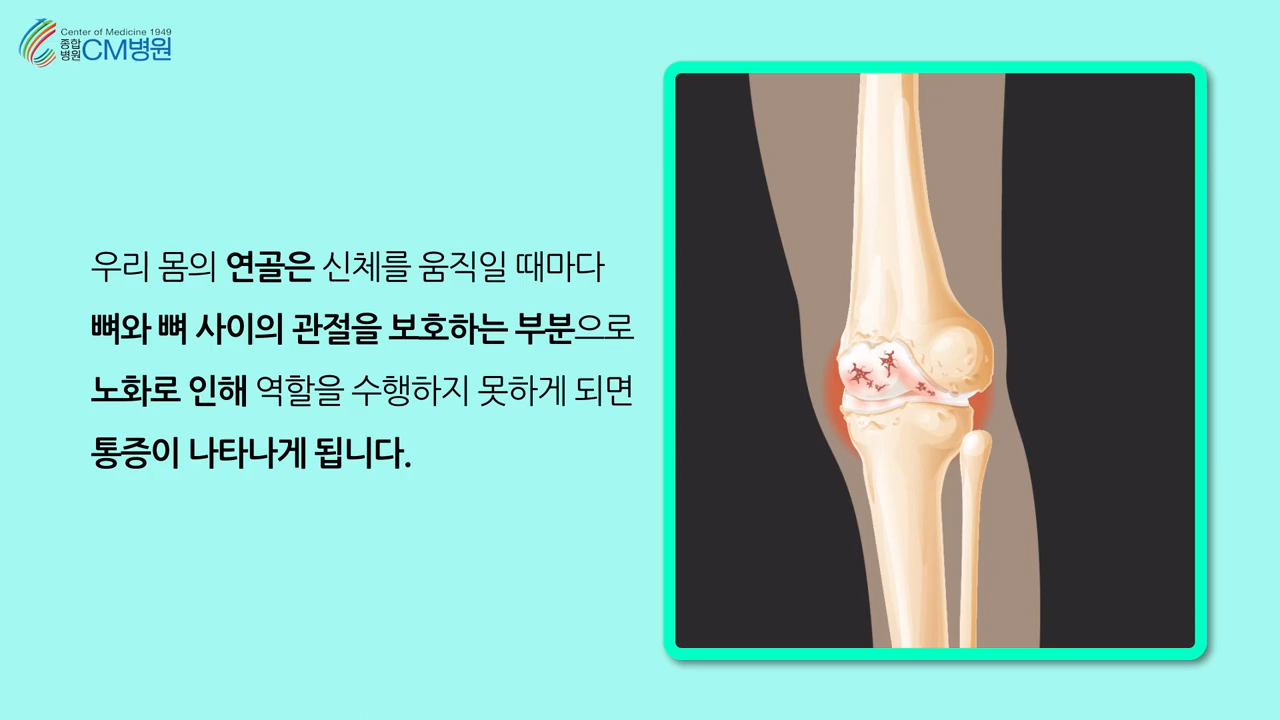 Center of Medicine 1949
종합병원 CM병원
우리 몸의 연골은 신체를 움직일 때마다
뼈와 뼈 사이의 관절을 보호하는 부분으로
노화로 인해 역할을 수행하지 못하게 되면
통증이 나타나게 됩니다.